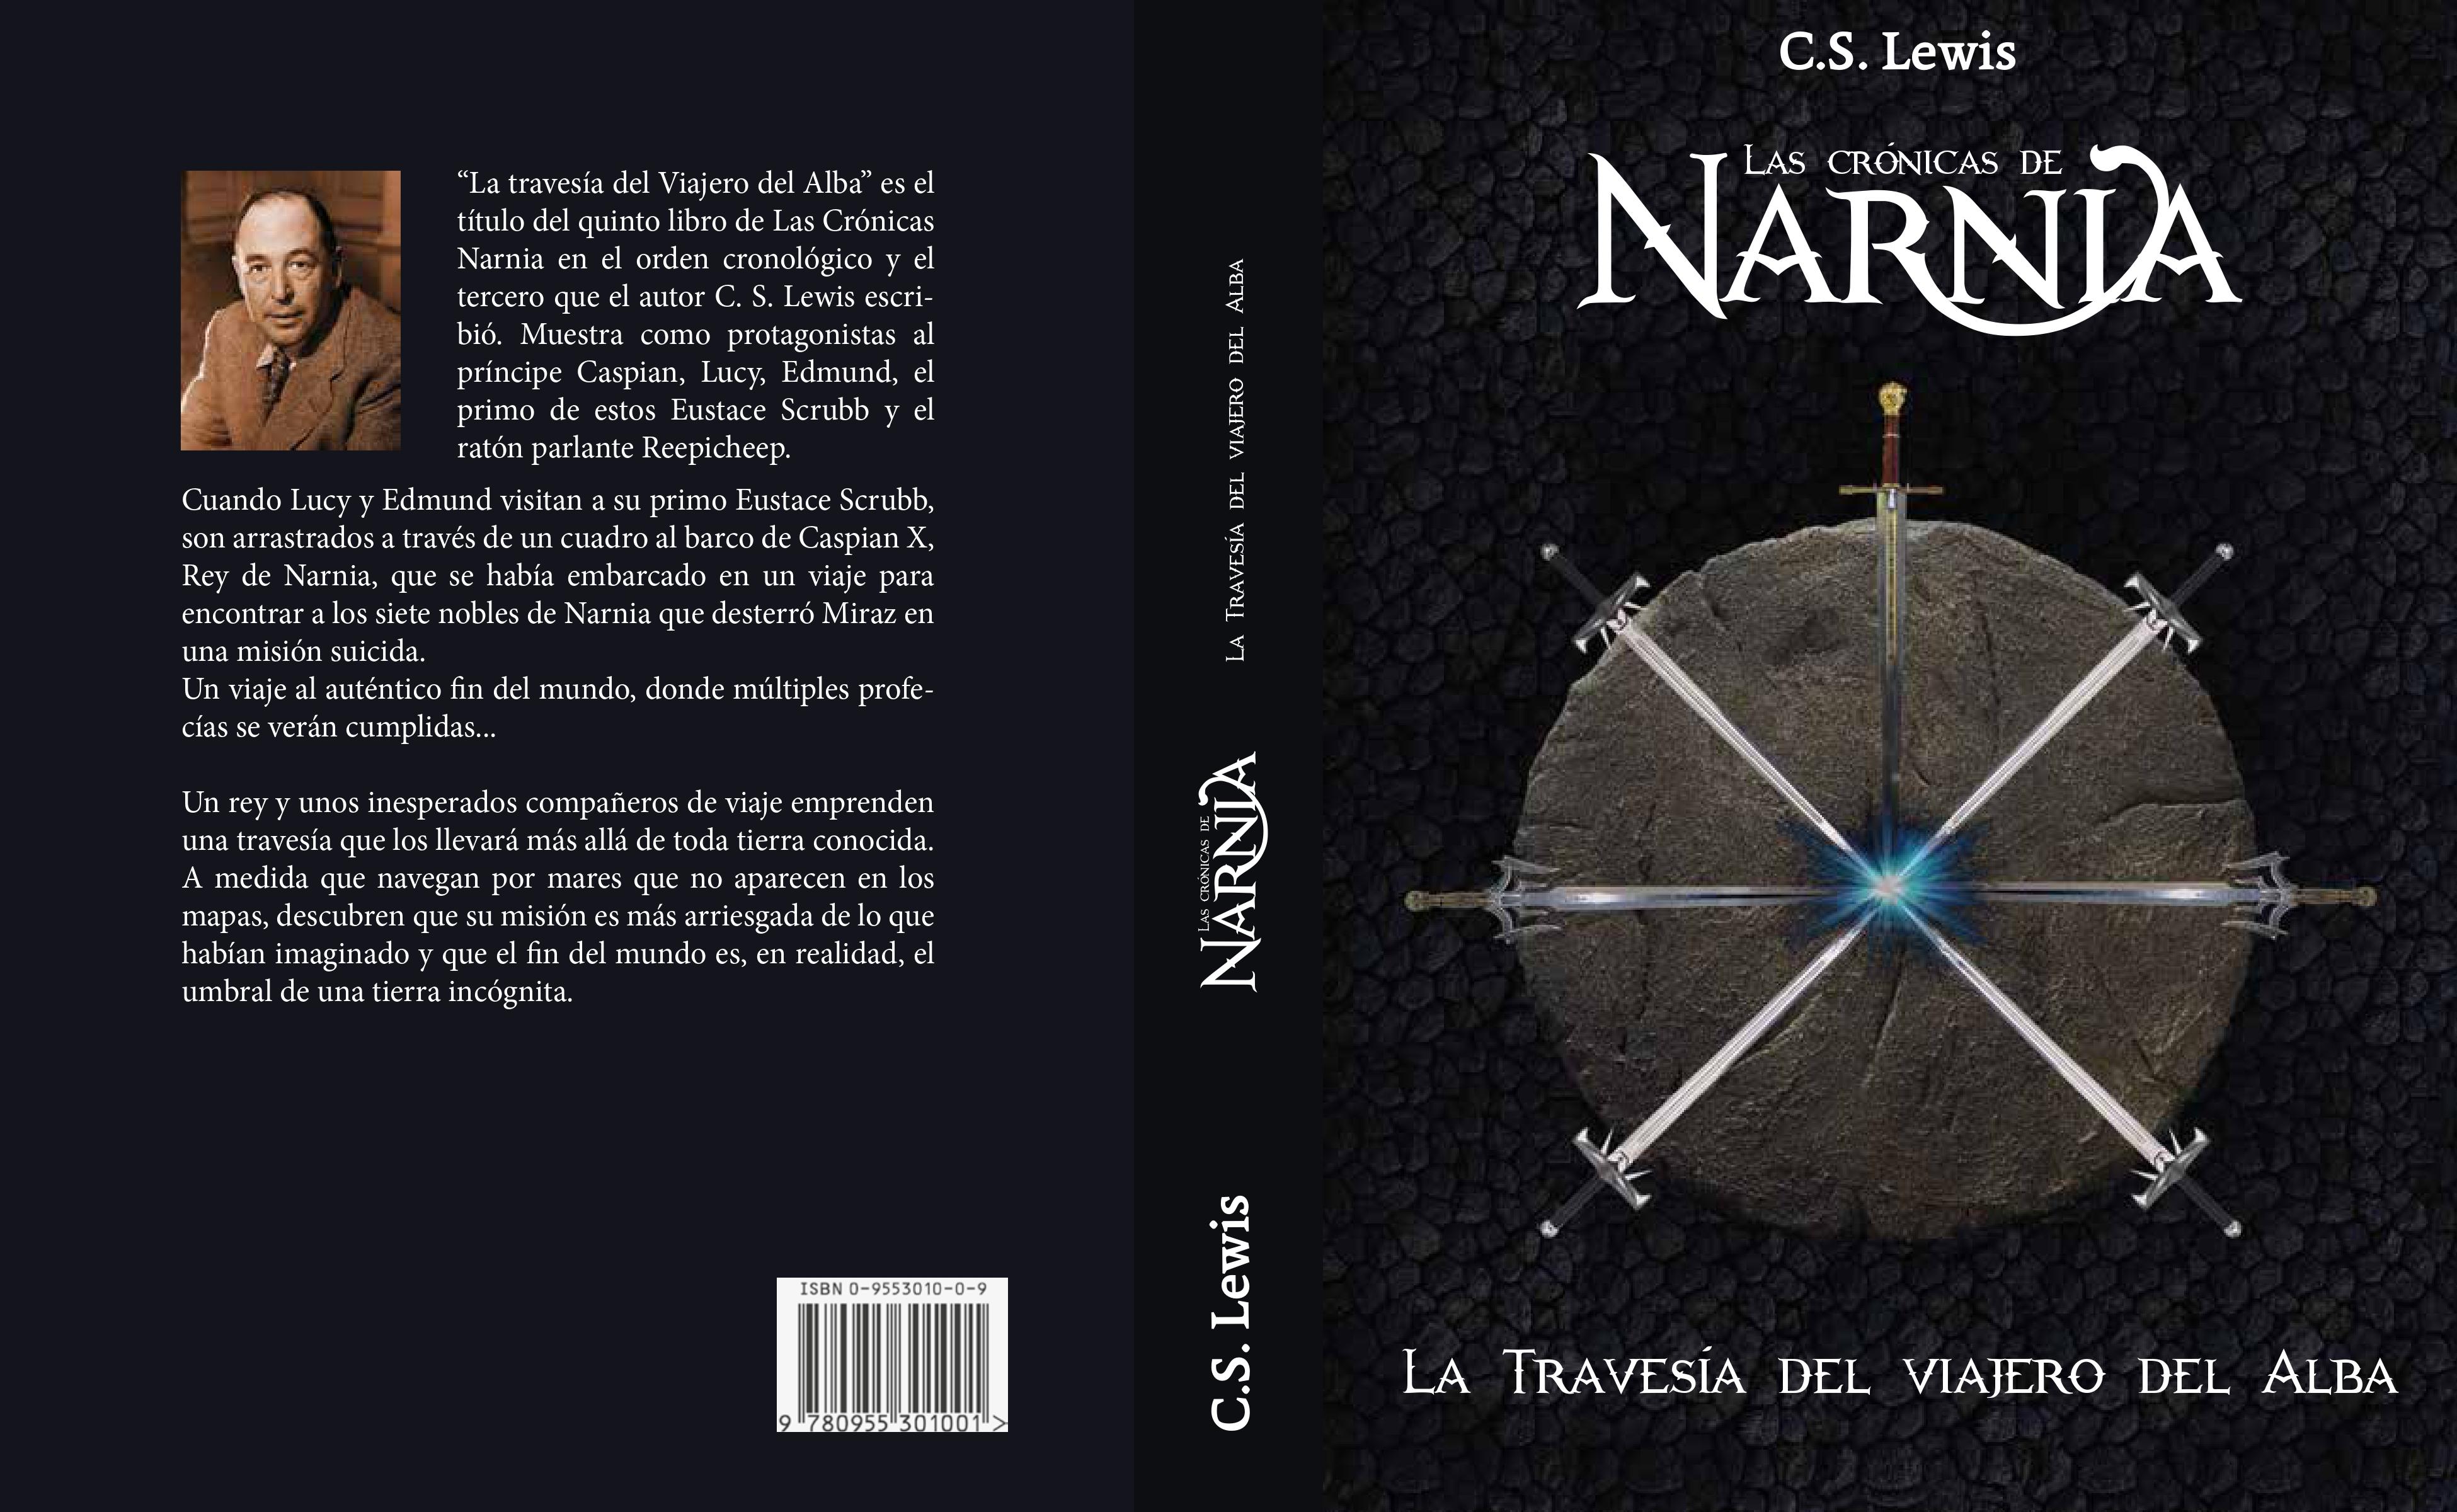 “La travesía del Viajero del Alba” es el
título del quinto libro de Las Crónicas
Narnia en el orden cronológico y el
tercero que el autor C. S. Lewis escri-
bió. Muestra como protagonistas al
príncipe Caspian, Lucy, Edmund, el
primo de estos Eustace Scrubb y el
ratón parlante Reepicheep.
Cuando Lucy y Edmund visitan a su primo Eustace Scrubb,
son arrastrados a través de un cuadro al barco de Caspian X,
Rey de Narnia, que se había embarcado en un viaje para
encontrar a los siete nobles de Narnia que desterró Miraz en
una misión suicida.
Un viaje al auténtico fin del mundo, donde múltiples profe-
cías se verán cumplidas...
Un rey y unos inesperados compañeros de viaje emprenden
una travesía que los llevará más allá de toda tierra conocida.
A medida que navegan por mares que no aparecen en los
mapas, descubren que su misión es más arriesgada de lo que
habían imaginado y que el fin del mundo es, en realidad, el
umbral de una tierra incógnita.
ISBN 0-9553010-0-9
9 780955 301001 >
C.S. Lewis
Las crónicas de
Narnia
La Travesía del viajero del Alba
C.S. Lewis
Las crónicas de
Narnia
La Travesía del viajero del Alba